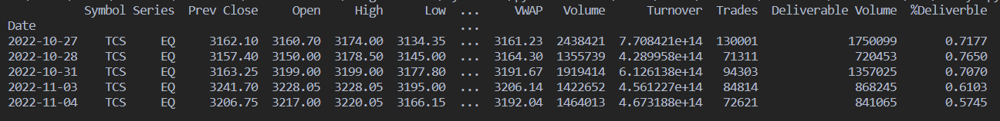 Symbol Series Prev Close Open High Low ... VWAP Volume Turnover Trades Deliverable Volume %Deliverble
Date ...
2022-10-27 TCS EQ 3162.10 3160.70 3174.00 3134.35 ... 3161.23 2438421 7.708421e+14 130001 1750099 0.7177
2022-10-28 TCS EQ 3157.40 3150.00 3178.50 3145.00 ... 3164.30 1355739 4.289958e+14 71311 720453 0.7650
2022-10-31 TCS EQ 3163.25 3199.00 3199.00 3177.80 ... 3191.67 1919414 6.126138e+14 94303 1357025 0.7070
2022-11-03 TCS EQ 3241.70 3228.05 3228.05 3195.00 ... 3206.14 1422652 4.561227e+14 84814 868245 0.6103
2022-11-04 TCS EQ 3206.75 3217.00 3220.05 3166.15 ... 3192.04 1464013 4.673188e+14 72621 841065 0.5745